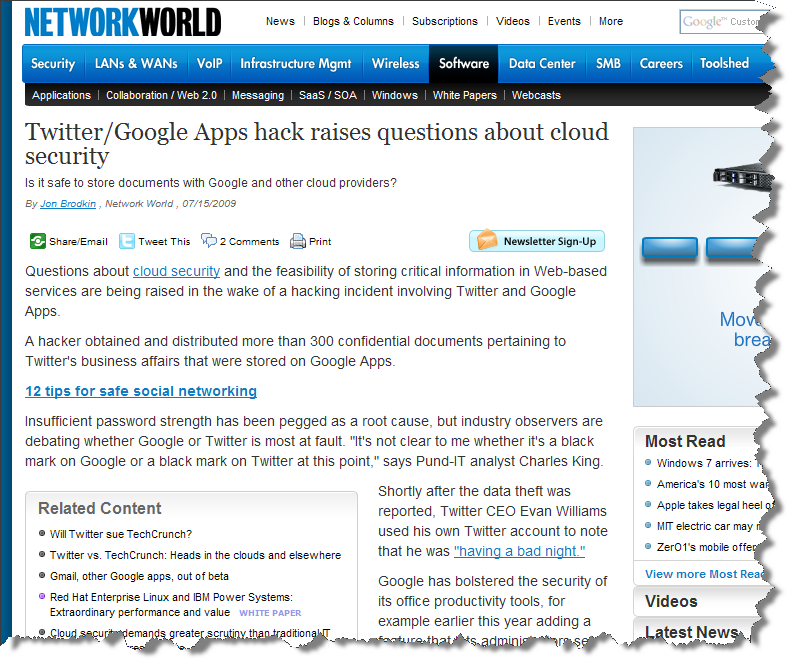 NETWORKWORLD
News | Blogs & Columns | Subscriptions | Videos | Events | More
Google™ Custo
Security LANs & WANs VoIP Infrastructure Mgmt Wireless Software Data Center SMB Careers Toolshed
Applications | Collaboration / Web 2.0 | Messaging | SaaS / SOA | Windows | White Papers | Webcasts
Twitter/Google Apps hack raises questions about cloud
security
Is it safe to store documents with Google and other cloud providers?
By Jon Brodkin , Network World , 07/15/2009
Share/Email Tweet This 2 Comments Print
Newsletter Sign-Up
Questions about cloud security and the feasibility of storing critical information in Web-based
services are being raised in the wake of a hacking incident involving Twitter and Google
Apps.
A hacker obtained and distributed more than 300 confidential documents pertaining to
Twitter's business affairs that were stored on Google Apps.
12 tips for safe social networking
Insufficient password strength has been pegged as a root cause, but industry observers are
debating whether Google or Twitter is most at fault. "It's not clear to me whether it's a black
mark on Google or a black mark on Twitter at this point," says Pund-IT analyst Charles King.
Related Content
Will Twitter sue TechCrunch?
Twitter vs. TechCrunch: Heads in the clouds and elsewhere
Gmail, other Google apps, out of beta
Red Hat Enterprise Linux and IBM Power Systems:
Extraordinary performance and value WHITE PAPER
Cloud security demands greater scrutiny than traditional IT
Shortly after the data theft was
reported, Twitter CEO Evan Williams
used his own Twitter account to note
that he was "having a bad night."
Google has bolstered the security of
its office productivity tools, for
example earlier this year adding a
feature that lets administrators se
Mov
brea
Most Read
Windows 7 arrives:
America's 10 most wa
Apple takes legal heel of
MIT electric car may
ZerO1's mobile offer
View more Most Read
Videos
Latest News